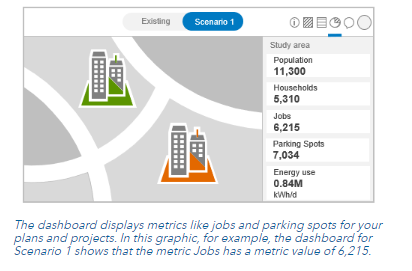 Existing
Scenario 1
Study area
Population
11,300
Households
5,310
Jobs
6,215
Parking Spots
7,034
Energy use
0.84M
kWh/d
The dashboard displays metrics like jobs and parking spots for your
plans and projects. In this graphic, for example, the dashboard for
Scenario 1 shows that the metric Jobs has a metric value of 6,215.